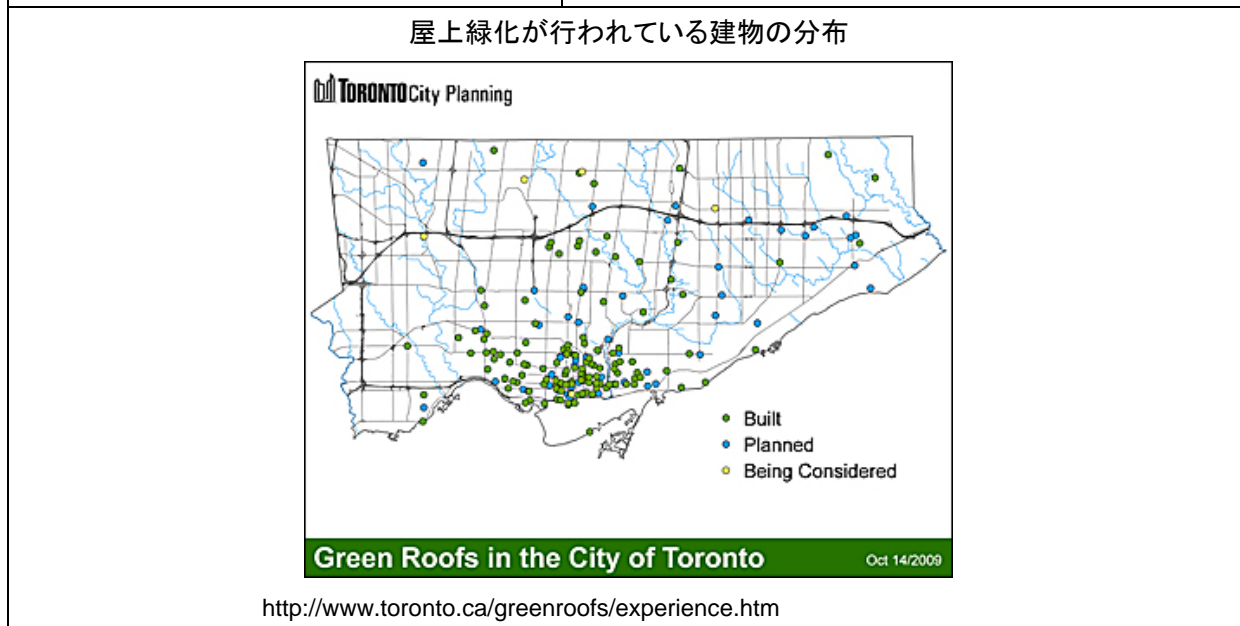 屋上緑化が行われている建物の分布
TORONTO City Planning
Built
Planned
Being Considered
Green Roofs in the City of Toronto
Oct 14/2009
http://www.toronto.ca/greenroofs/experience.htm